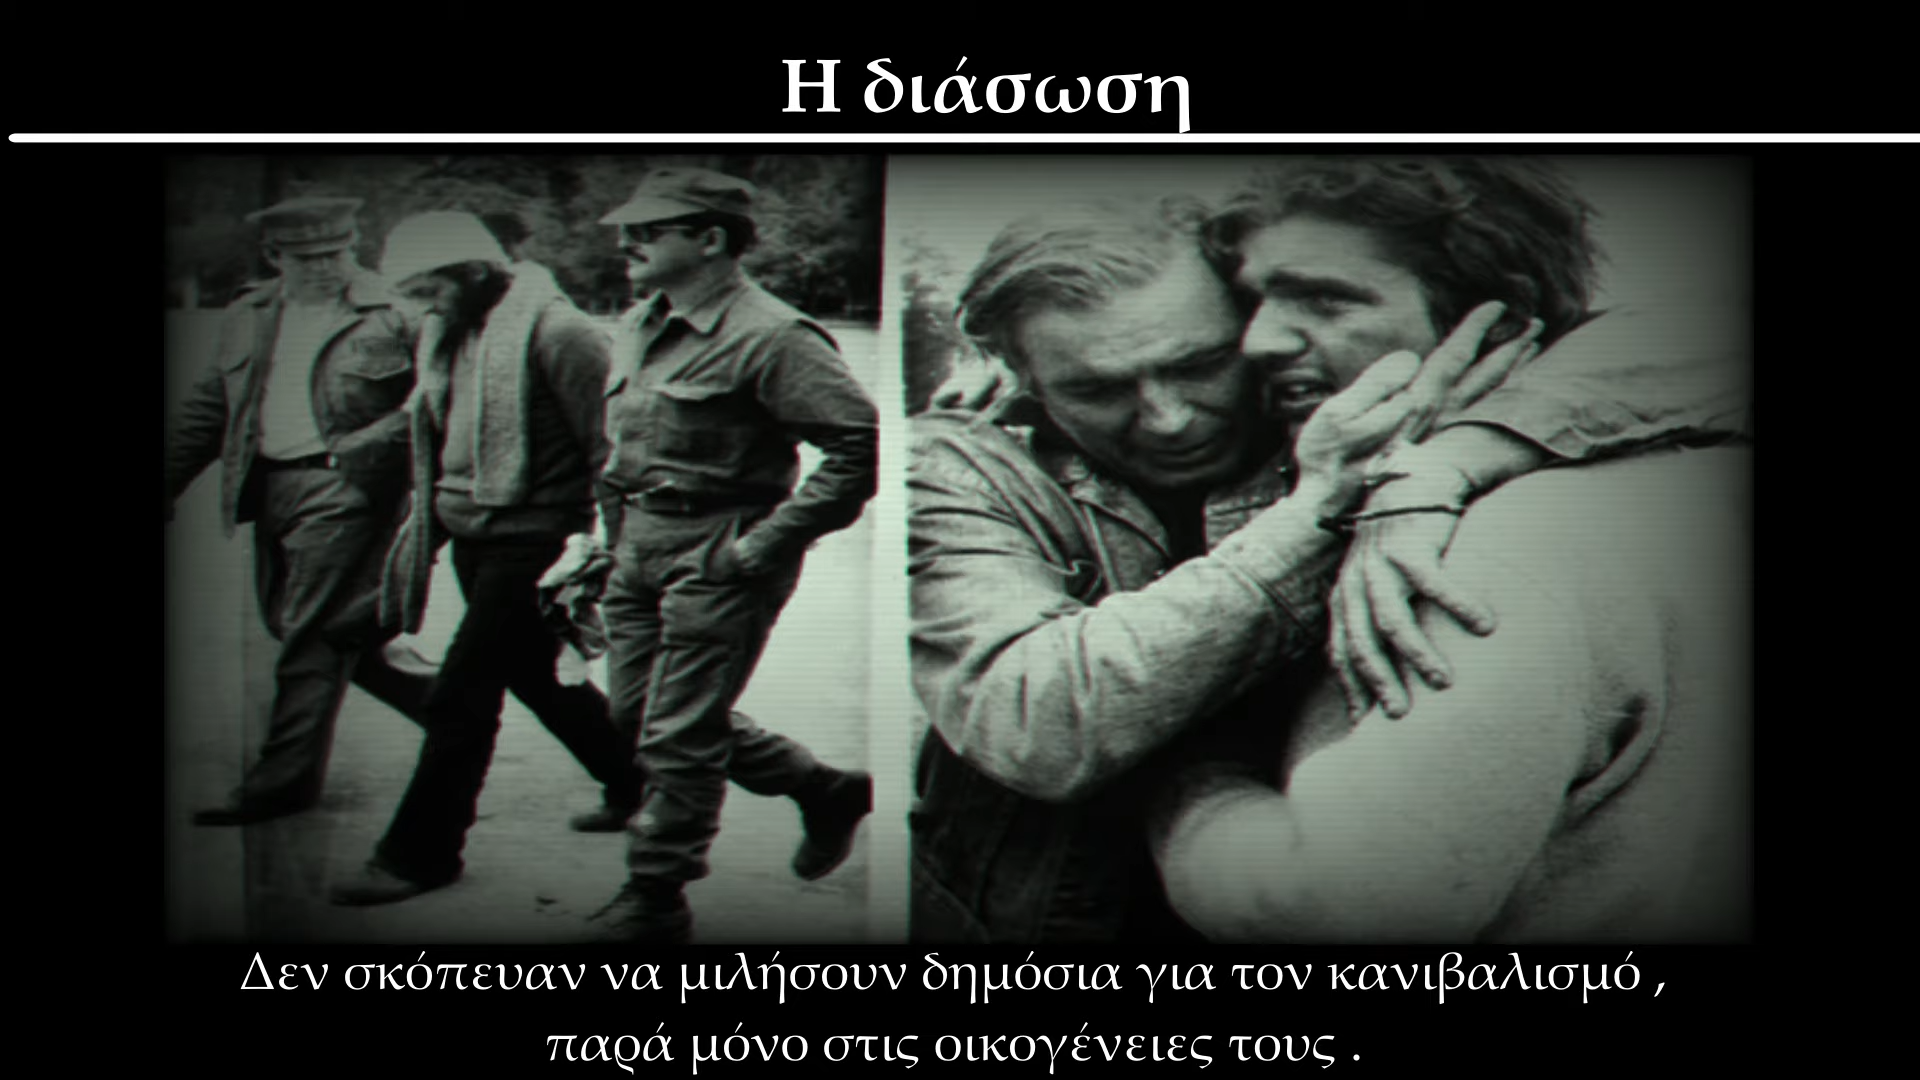 Η διάσωση
Δεν σκόπευαν να μιλήσουν δημόσια για τον κανιβαλισμό ,
παρά μόνο στις οικογένειες τους .